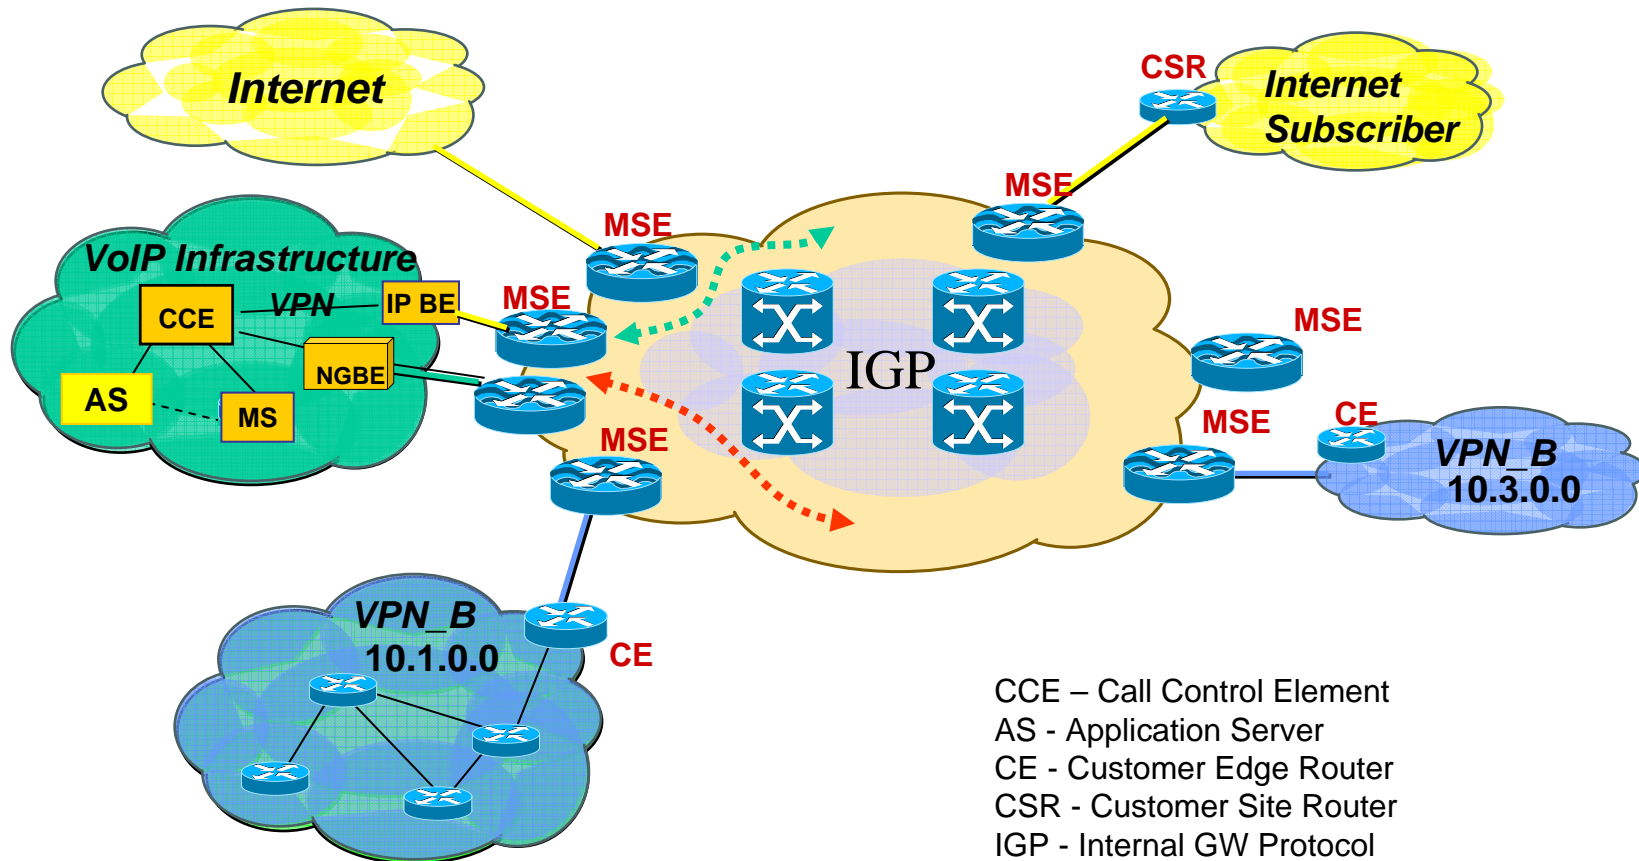 Internet
CSR
Internet
Subscriber
MSE
MSE
VoIP Infrastructure
VPN
IP BE
MSE
CCE
MSE
IGP
NGBE
AS
MS
MSE
MSE
CE
VPN_B
10.3.0.0
VPN_B
10.1.0.0
CE
CCE – Call Control Element
AS - Application Server
CE - Customer Edge Router
CSR - Customer Site Router
IGP - Internal GW Protocol